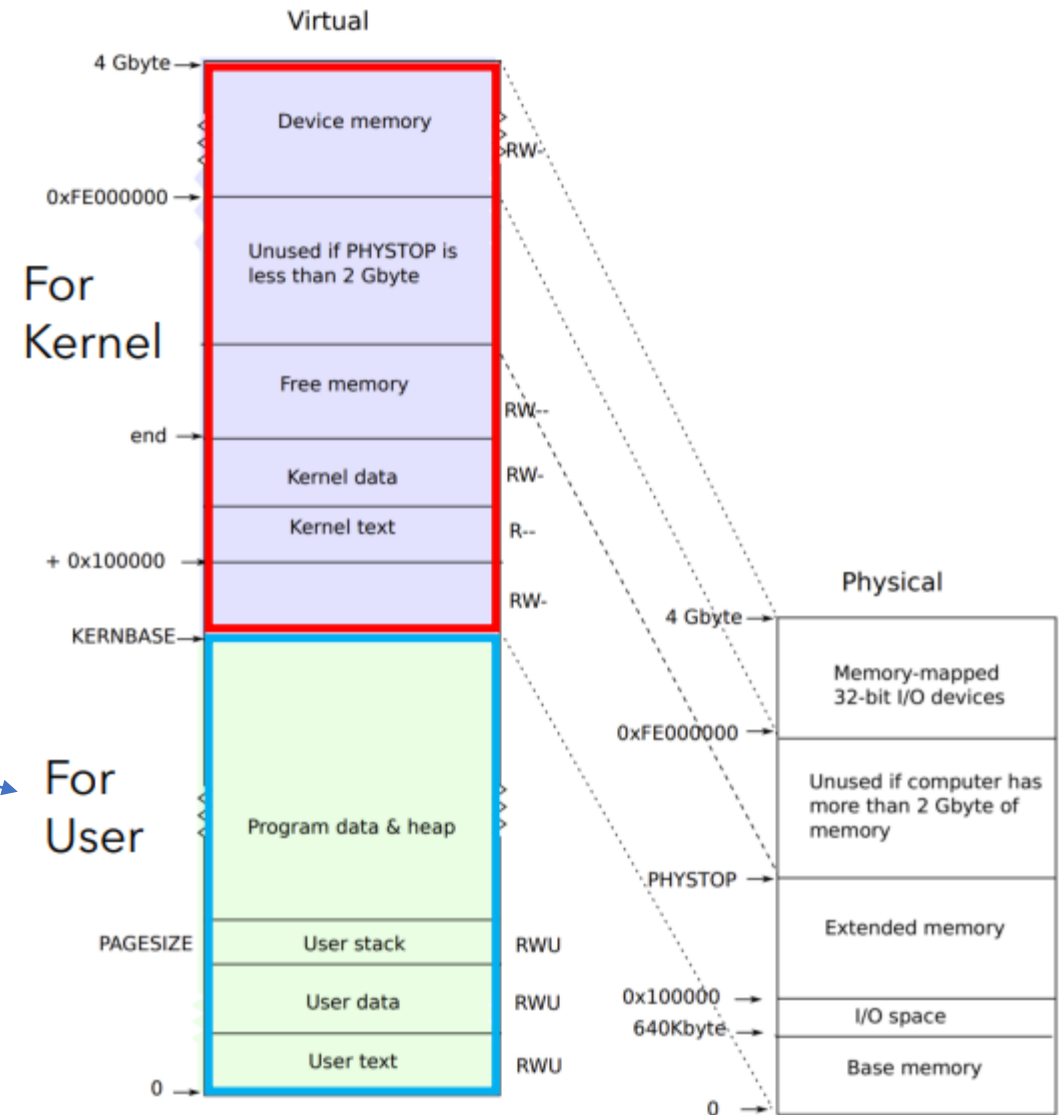 Virtual
4 Gbyte
Device memory
RW-
0xFE000000
Unused if PHYSTOP is
less than 2 Gbyte
For
Kernel
Free memory
RW--
end
Kernel data
RW-
Kernel text
R--
+ 0x100000
RW-
KERNBASE
For
User
Program data & heap
PAGESIZE
User stack
RWU
User data
RWU
User text
RWU
0
Physical
4 Gbyte
Memory-mapped
32-bit I/O devices
0xFE000000
Unused if computer has
more than 2 Gbyte of
memory
PHYSTOP
Extended memory
0x100000
I/O space
640Kbyte
Base memory
0